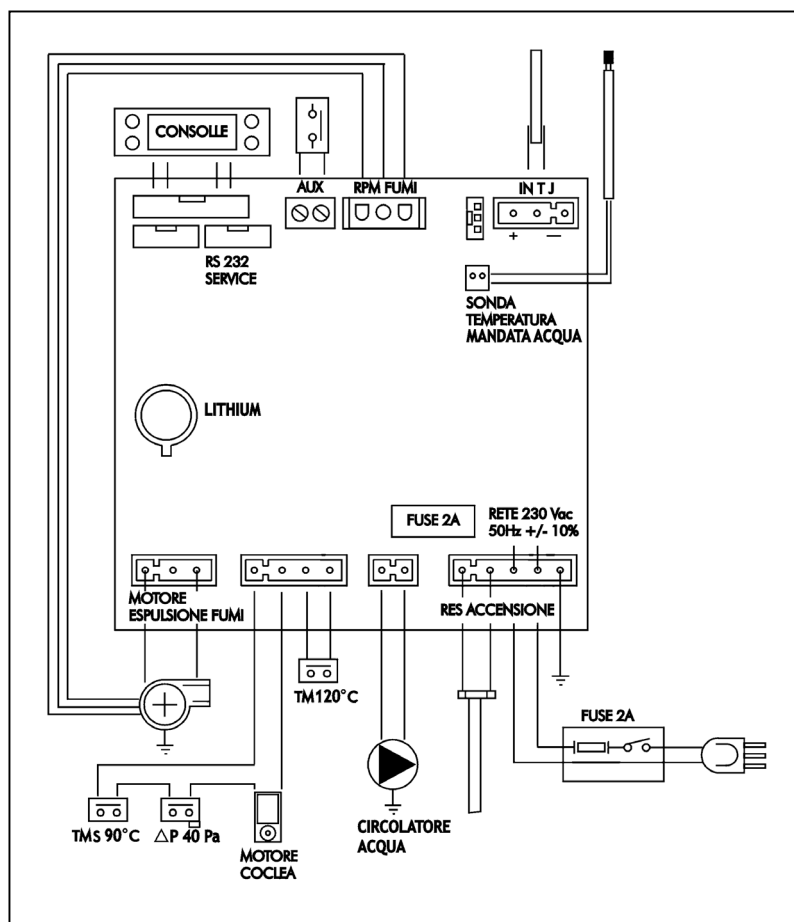 CONSOLLE
AUX
RPM FUMI
IN T J
+ —
RS 232
SERVICE
SONDA
TEMPERATURA
MANDATA ACQUA
LITHIUM
FUSE 2A
RETE 230 Vac
50Hz +/- 10%
MOTORE
ESPULSIONE FUMI
RES ACCENSIONE
TM120°C
FUSE 2A
TMs 90°C
△P 40 Pa
MOTORE
COCLEA
CIRCOLATORE
ACQUA